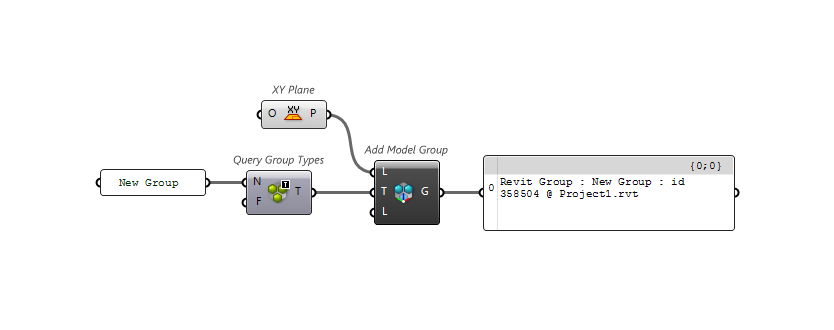 XY Plane
O XY P
Query Group Types
Add Model Group
New Group
N
F
T
T
L
T
L
G
{0;0}
0
Revit Group : New Group : id
358504 @ Project1.rvt